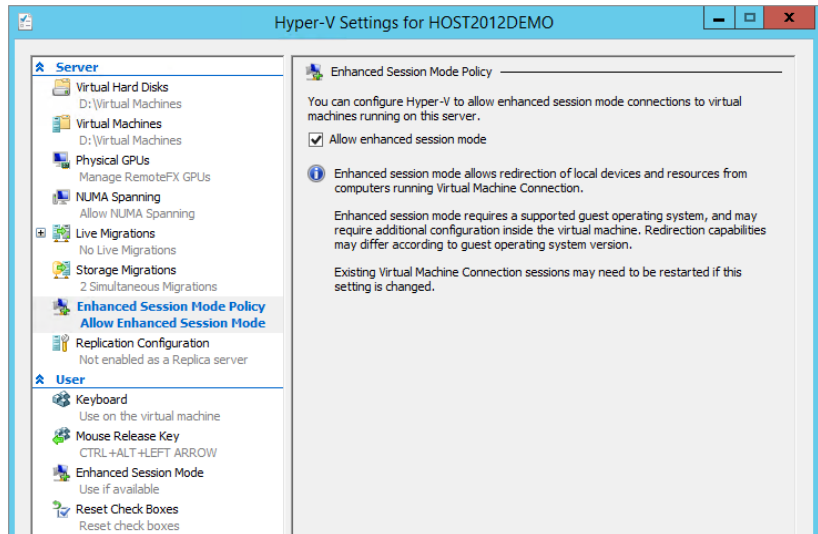 Hyper-V Settings for HOST2012DEMO
Server
Virtual Hard Disks
D:\Virtual Machines
Virtual Machines
D:\Virtual Machines
Physical GPUs
Manage RemoteFX GPUs
NUMA Spanning
Allow NUMA Spanning
Live Migrations
No Live Migrations
Storage Migrations
2 Simultaneous Migrations
Enhanced Session Mode Policy
Allow Enhanced Session Mode
Replication Configuration
Not enabled as a Replica server
User
Keyboard
Use on the virtual machine
Mouse Release Key
CTRL+ALT+LEFT ARROW
Enhanced Session Mode
Use if available
Reset Check Boxes
Reset check boxes
Enhanced Session Mode Policy
You can configure Hyper-V to allow enhanced session mode connections to virtual
machines running on this server.
Allow enhanced session mode
Enhanced session mode allows redirection of local devices and resources from
computers running Virtual Machine Connection.
Enhanced session mode requires a supported guest operating system, and may
require additional configuration inside the virtual machine. Redirection capabilities
may differ according to guest operating system version.
Existing Virtual Machine Connection sessions may need to be restarted if this
setting is changed.